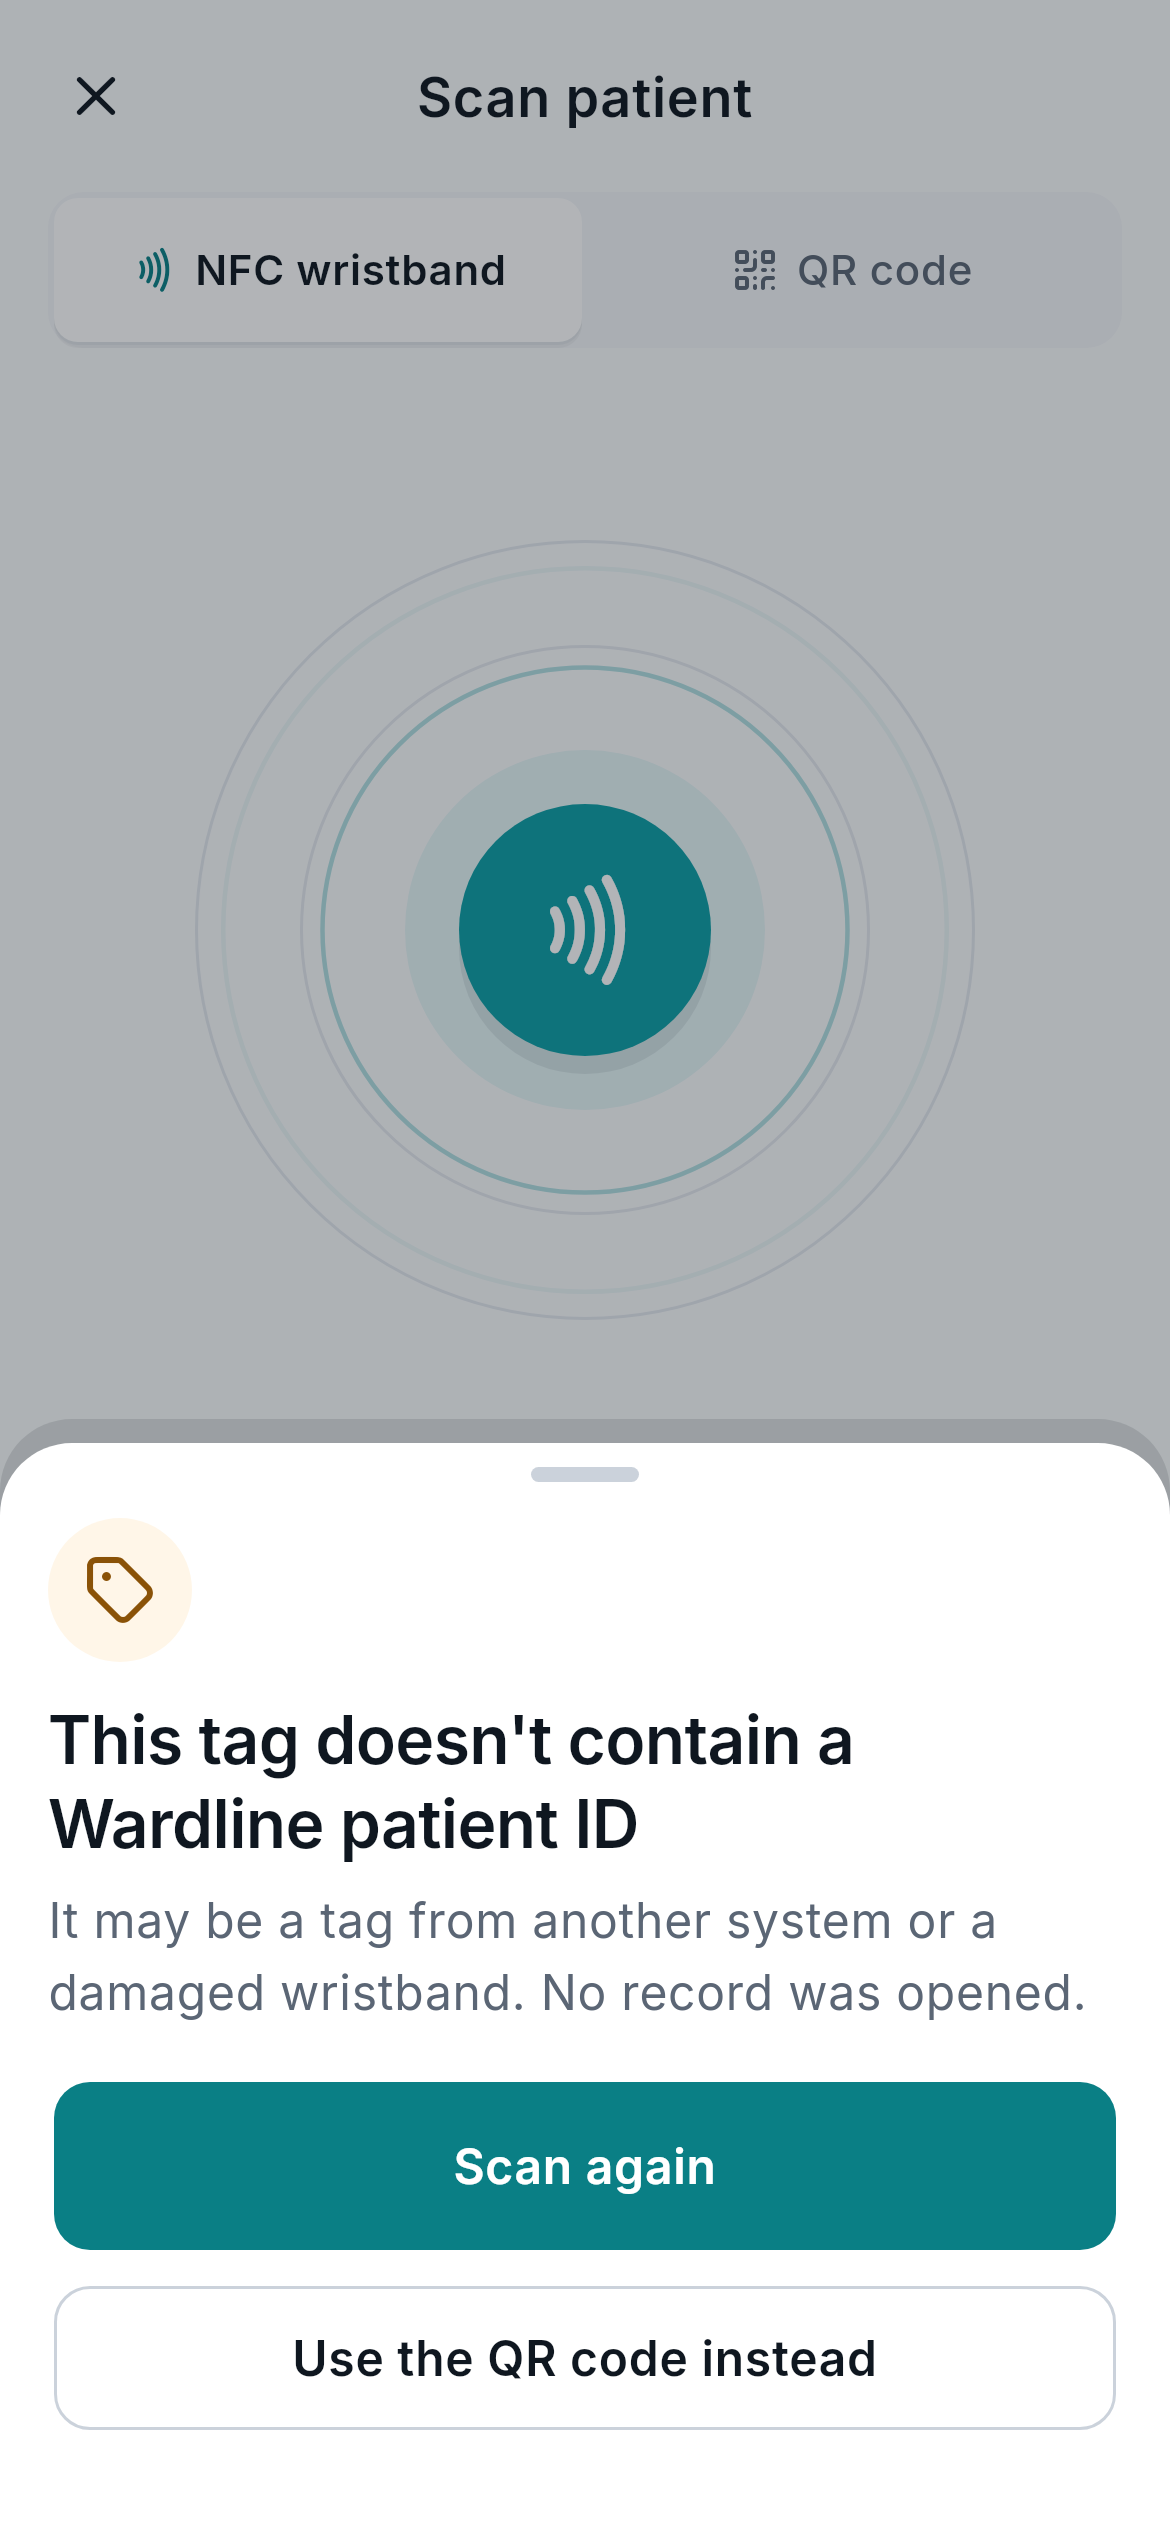 Scan patient
NFC wristband
QR code
This tag doesn't contain a
Wardline patient ID
It may be a tag from another system or a
damaged wristband. No record was opened.
Scan again
Use the QR code instead